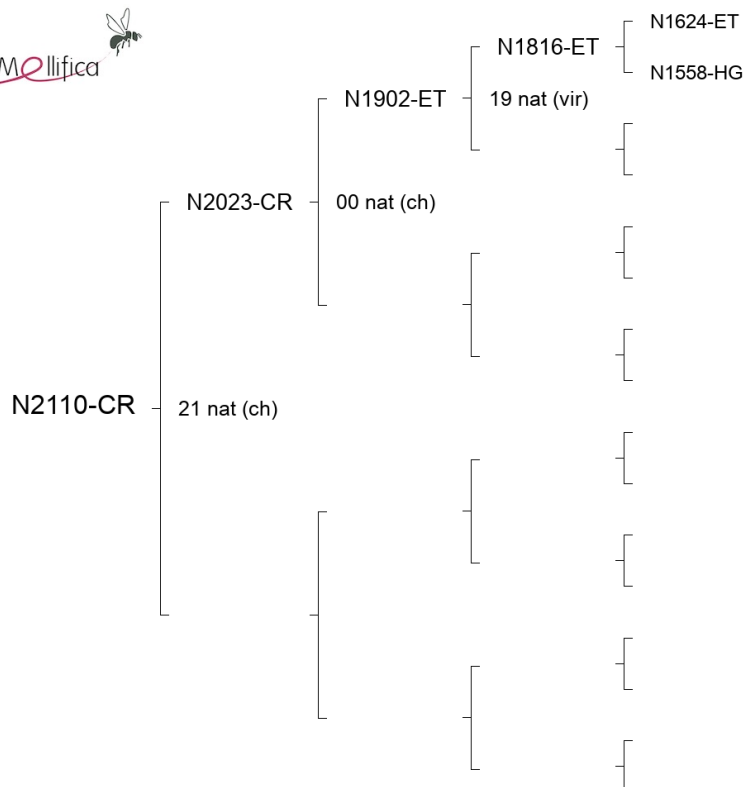 Mellifica
N1624-ET
N1816-ET
N1558-HG
N1902-ET
19 nat (vir)
N2023-CR
00 nat (ch)
N2110-CR
21 nat (ch)